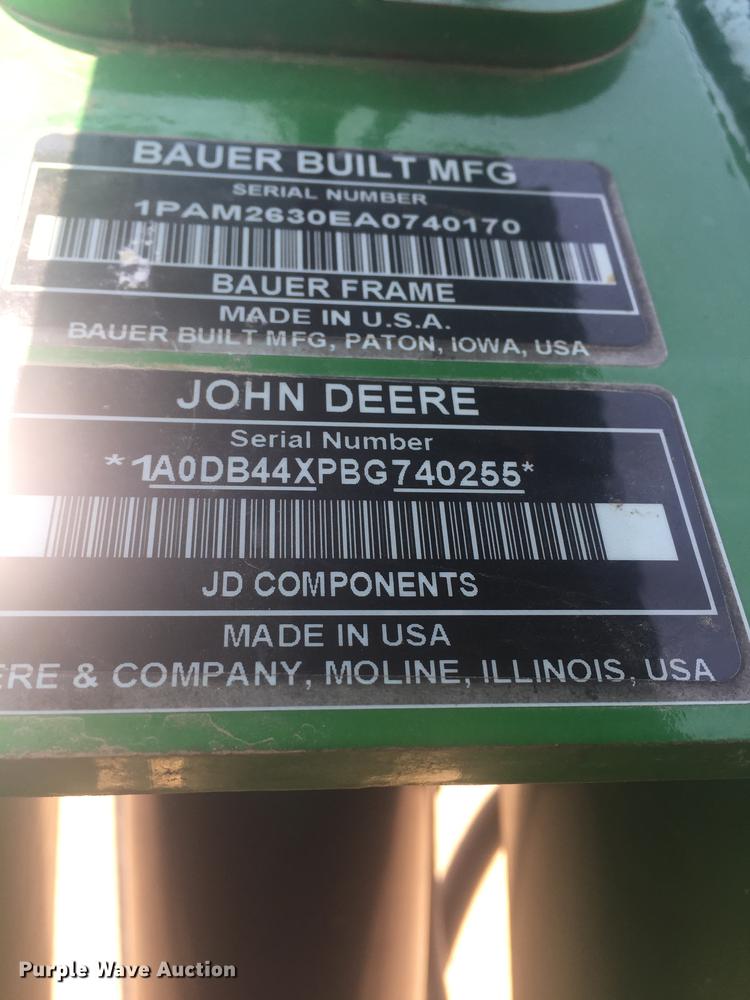 BAUER BUILT MFG
SERIAL NUMBER
1PAM2630EA0740170
BAUER FRAME
MADE IN U.S.A.
BAUER BUILT MFG, PATON, IOWA, USA
JOHN DEERE
Serial Number
*1A0DB44XPBG740255*
JD COMPONENTS
MADE IN USA
ERE & COMPANY, MOLINE, ILLINOIS, USA
Purple Wave Auction